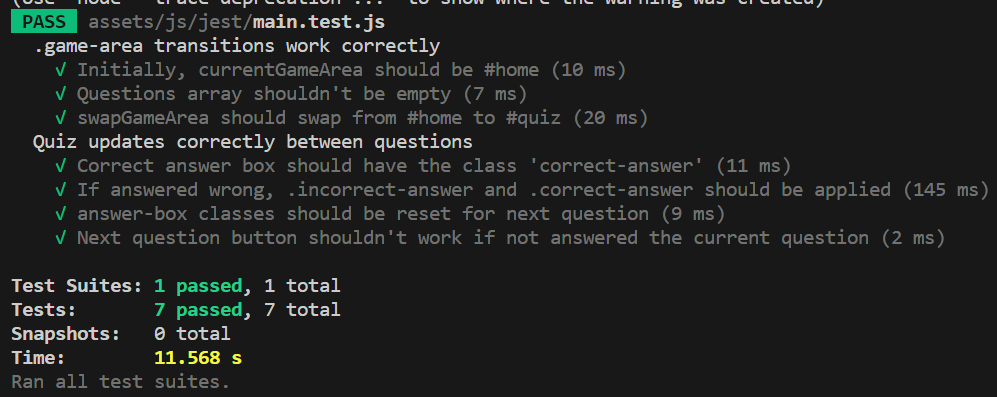 (Use `node --trace-deprecation ...` to show where the warning was created)
PASS assets/js/jest/main.test.js
.game-area transitions work correctly
√ Initially, currentGameArea should be #home (10 ms)
√ Questions array shouldn't be empty (7 ms)
√ swapGameArea should swap from #home to #quiz (20 ms)
Quiz updates correctly between questions
√ Correct answer box should have the class 'correct-answer' (11 ms)
√ If answered wrong, .incorrect-answer and .correct-answer should be applied (145 ms)
√ answer-box classes should be reset for next question (9 ms)
√ Next question button shouldn't work if not answered the current question (2 ms)
Test Suites: 1 passed, 1 total
Tests: 7 passed, 7 total
Snapshots: 0 total
Time: 11.568 s
Ran all test suites.